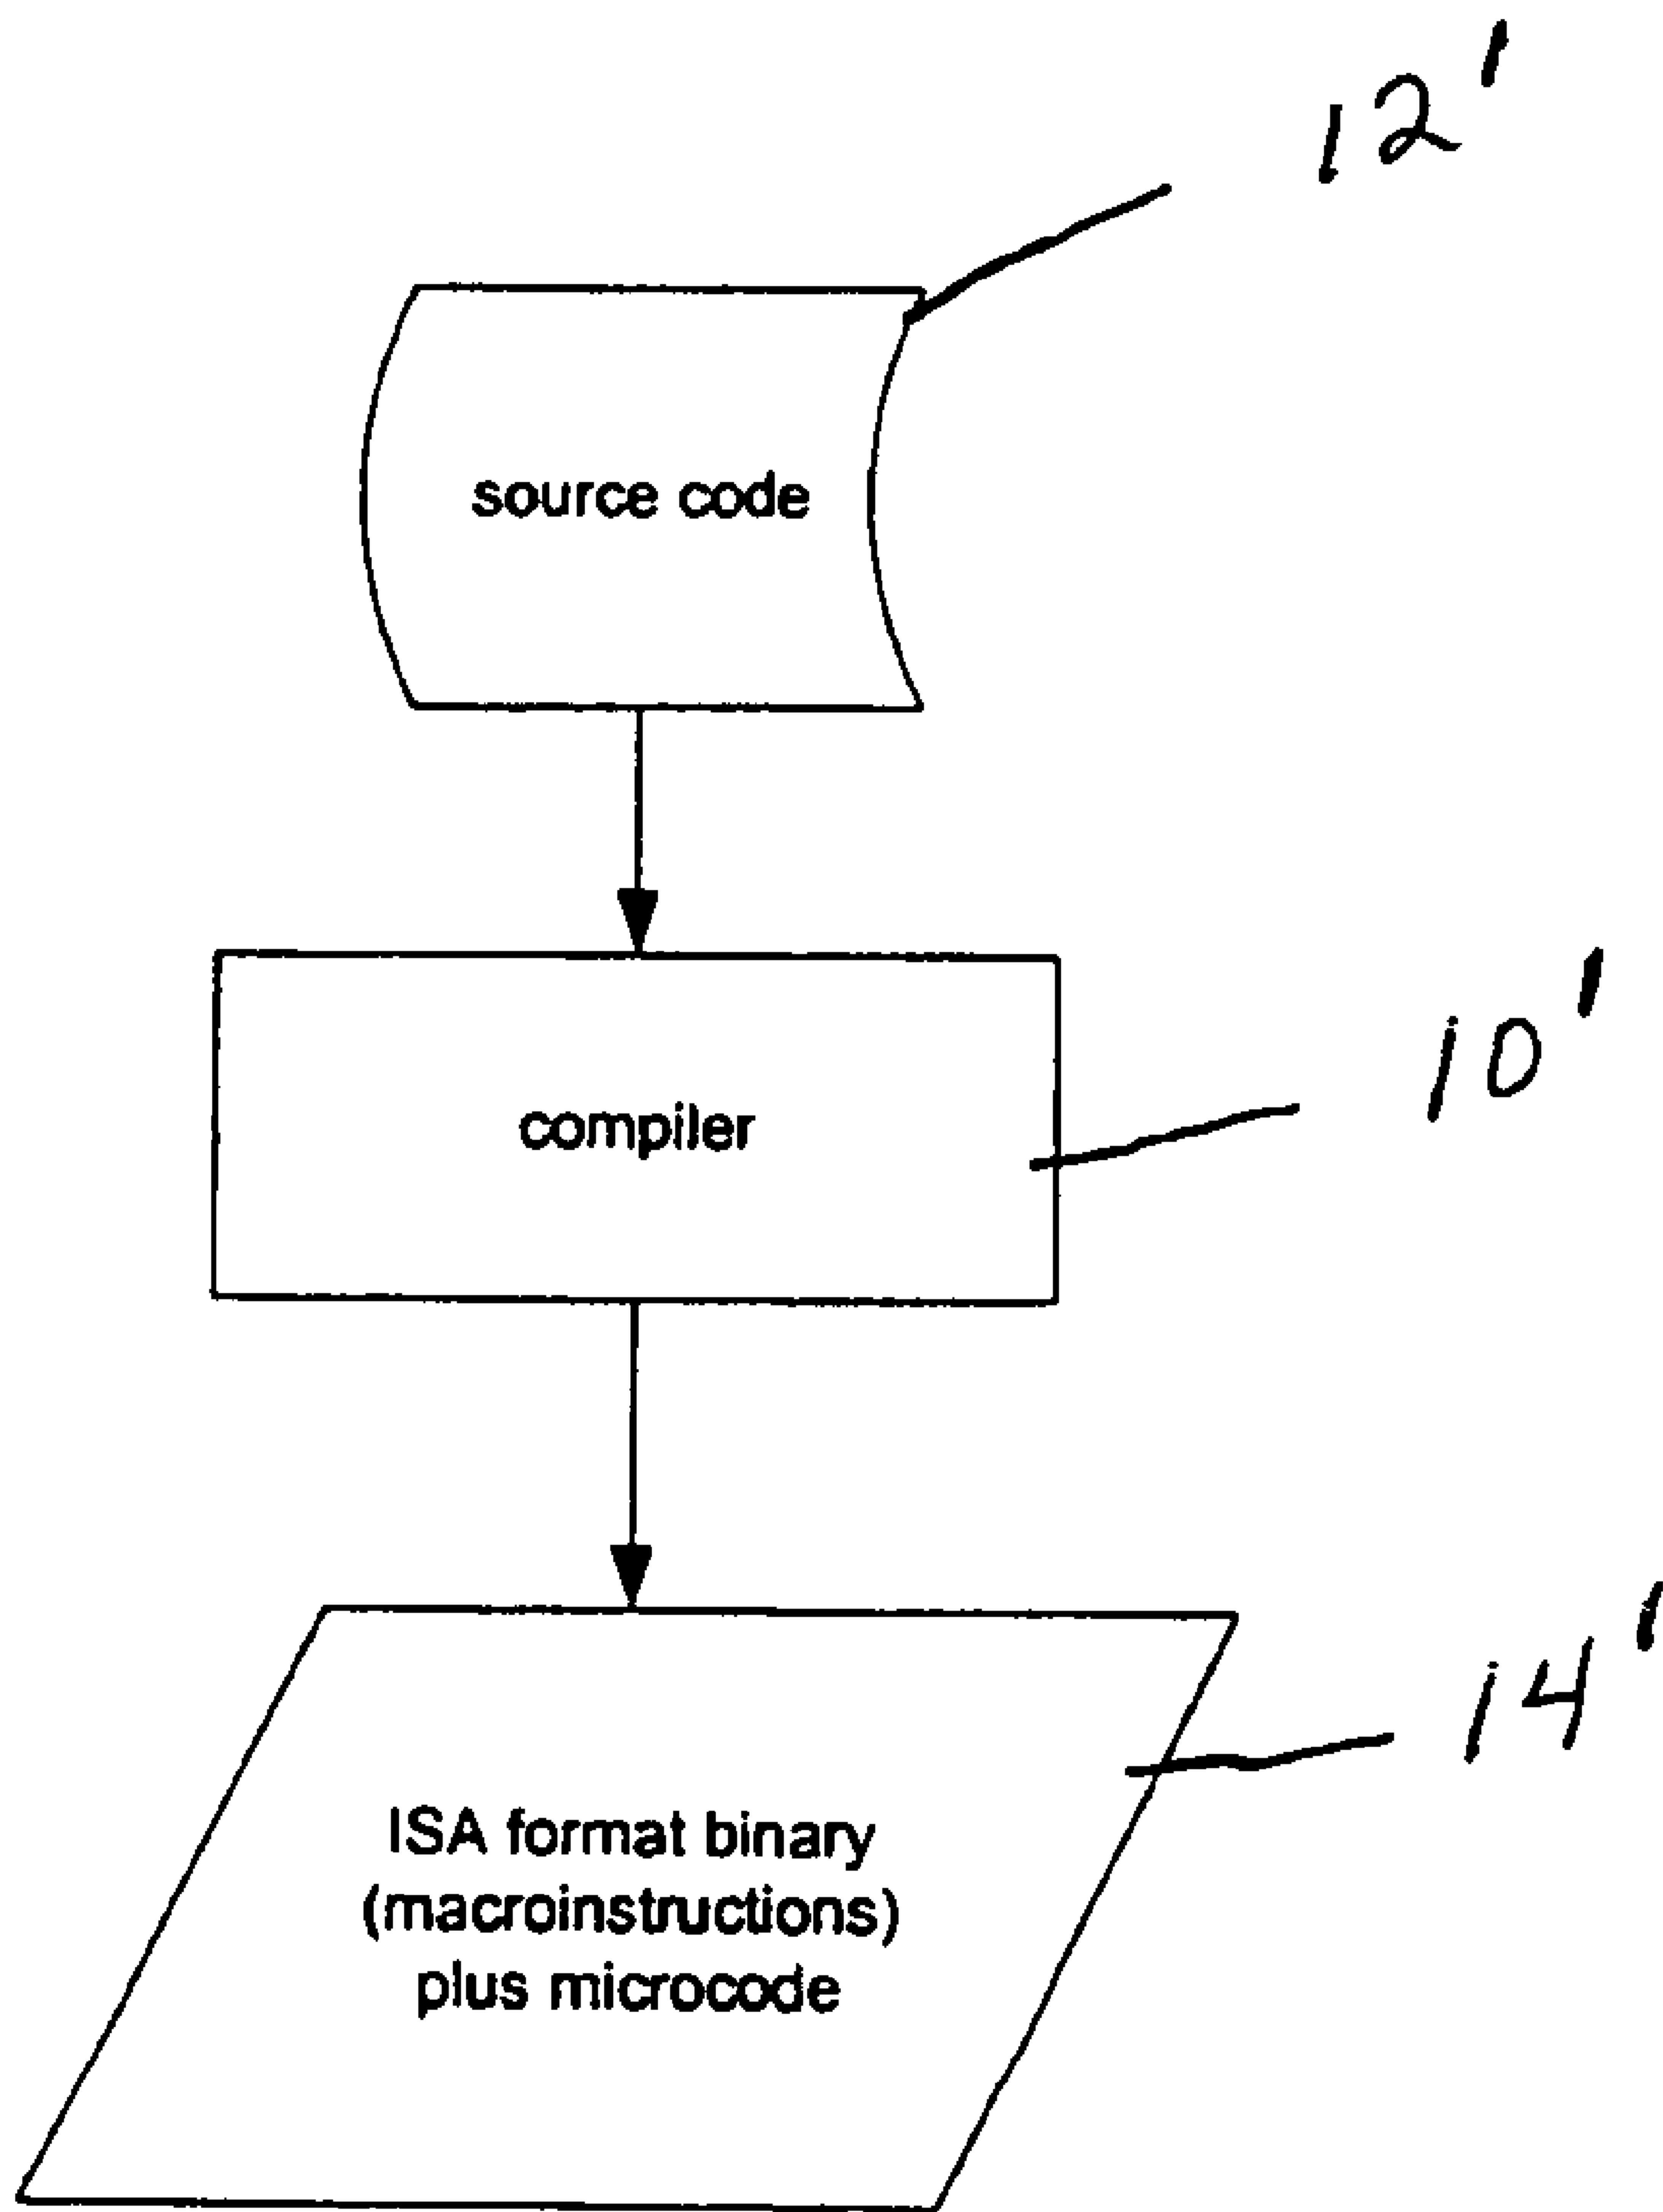 12'
source code
10'
compiler
14'
ISA format binary
(macroinstructions)
plus microcode